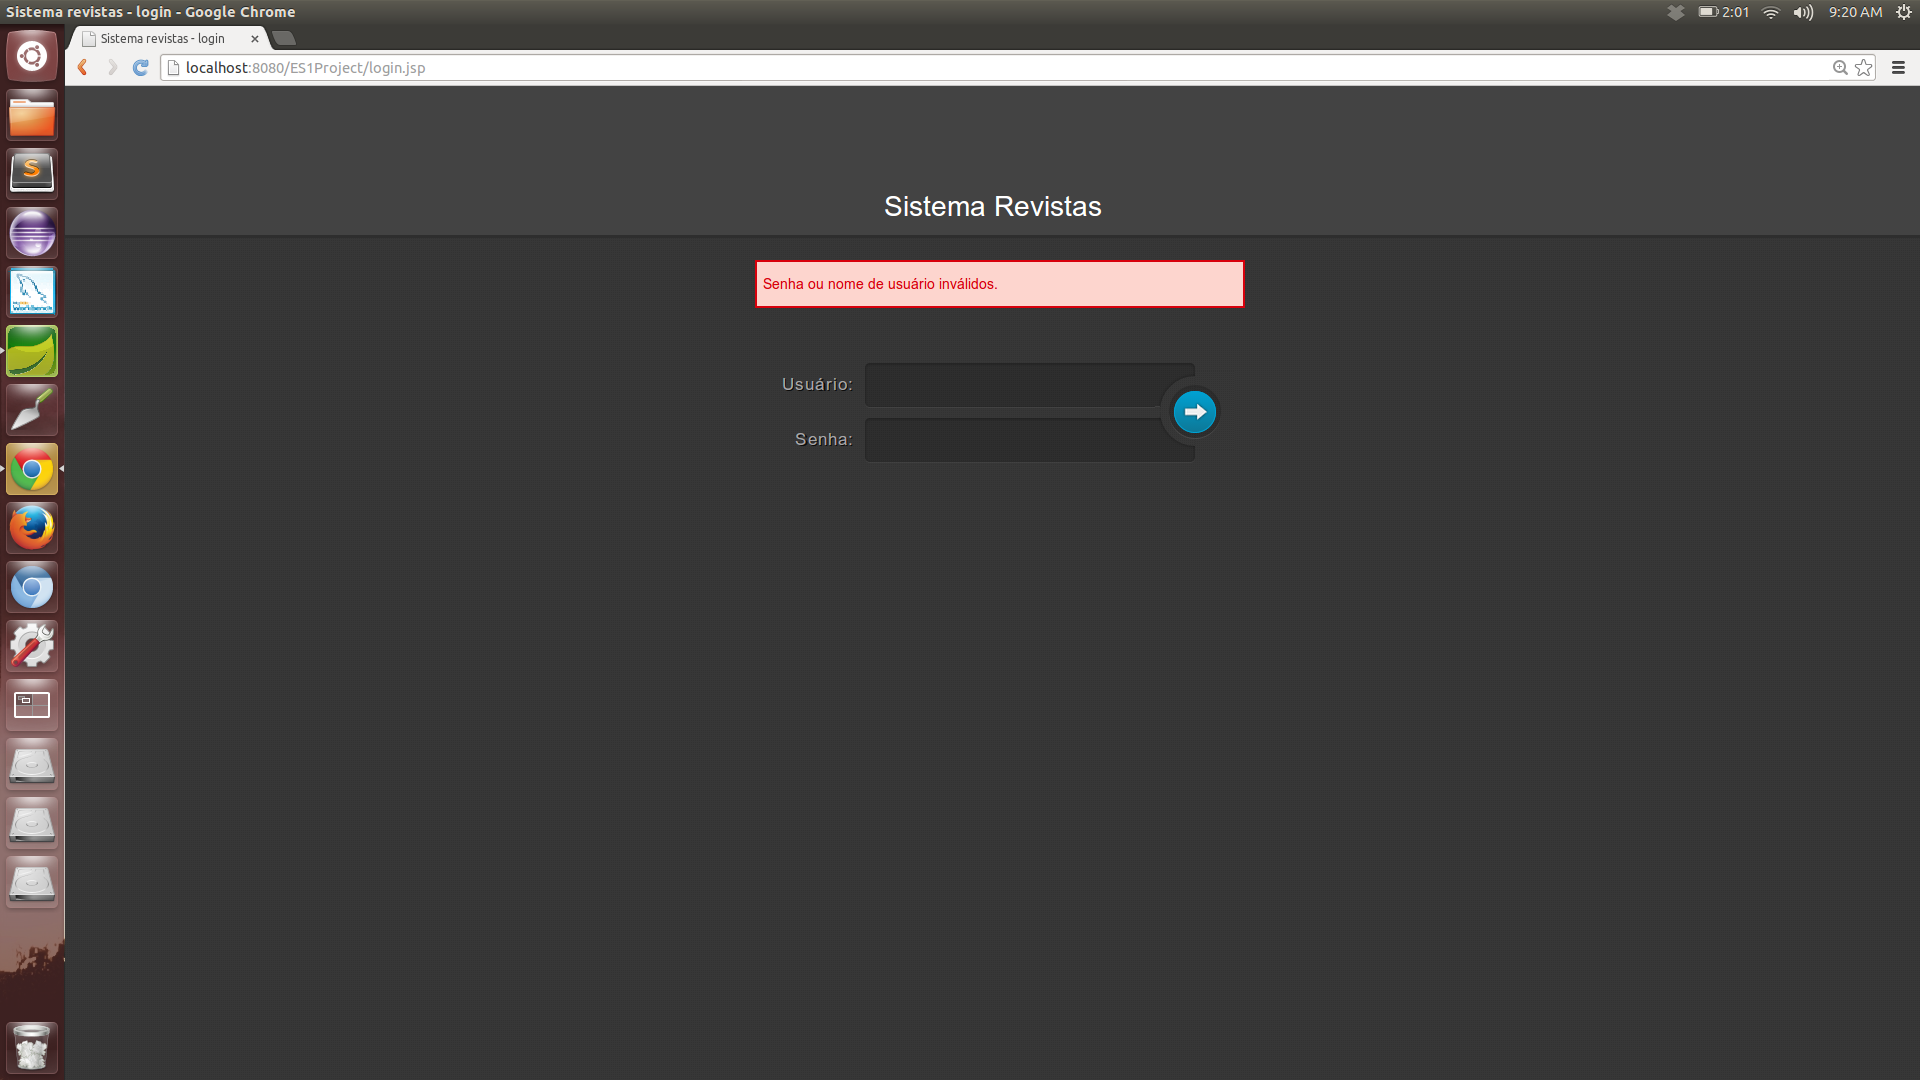 Sistema revistas - login - Google Chrome
2:01
9:20 AM
Sistema revistas - login
localhost:8080/ES1Project/login.jsp
Sistema Revistas
Senha ou nome de usuário inválidos.
Usuário:
Senha: